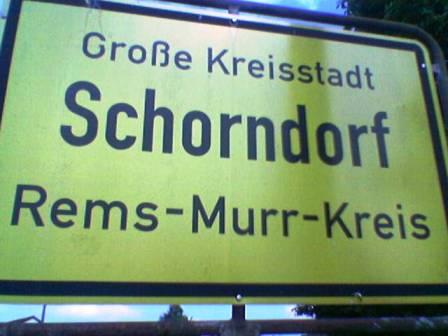 Große Kreisstadt
Schorndorf
Rems-Murr-Kreis